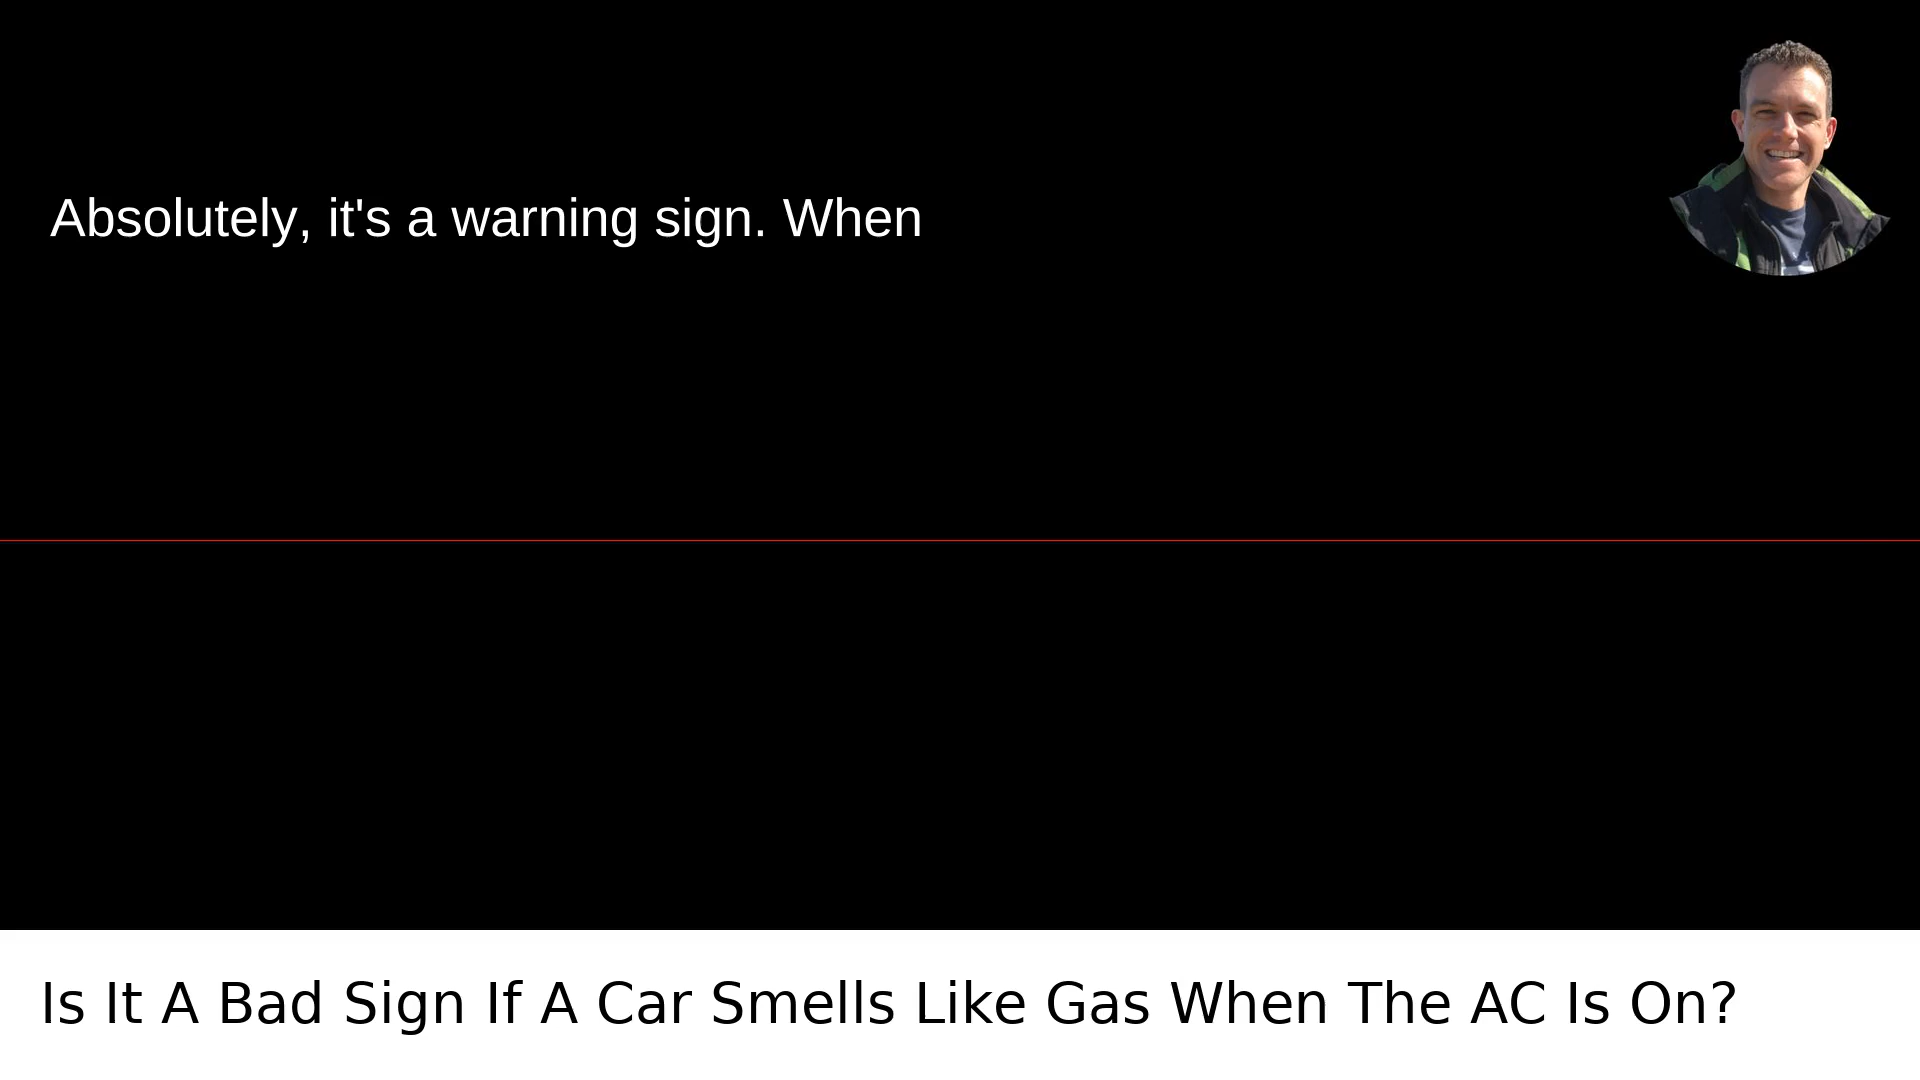 Absolutely, it's a warning sign. When
Is It A Bad Sign If A Car Smells Like Gas When The AC Is On?